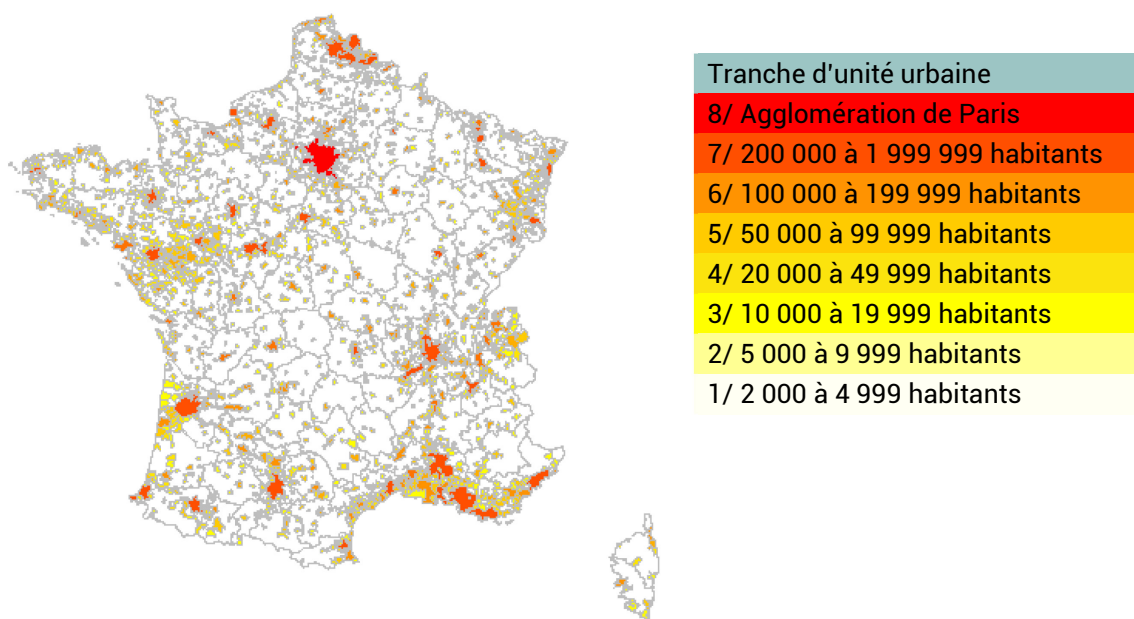 Tranche d'unité urbaine
8/ Agglomération de Paris
7/ 200 000 à 1 999 999 habitants
6/ 100 000 à 199 999 habitants
5/ 50 000 à 99 999 habitants
4/ 20 000 à 49 999 habitants
3/ 10 000 à 19 999 habitants
2/ 5 000 à 9 999 habitants
1/ 2 000 à 4 999 habitants